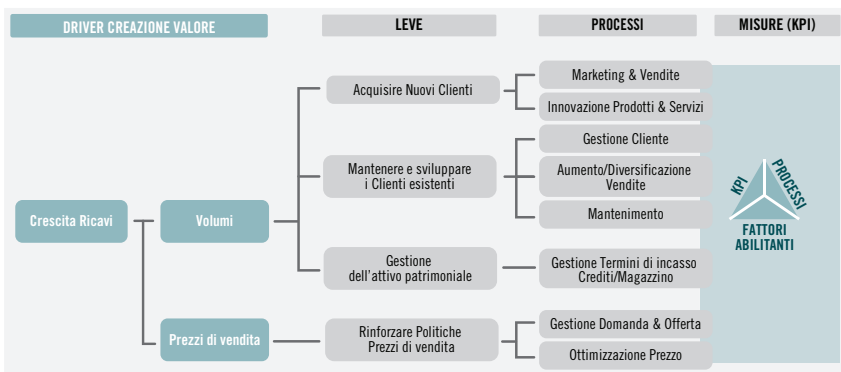 DRIVER CREAZIONE VALORE
LEVE
PROCESSI
MISURE (KPI)
Crescita Ricavi
Volumi
Prezzi di vendita
Acquisire Nuovi Clienti
Mantenere e sviluppare
i Clienti esistenti
Gestione
dell'attivo patrimoniale
Rinforzare Politiche
Prezzi di vendita
Marketing & Vendite
Innovazione Prodotti & Servizi
Gestione Cliente
Aumento/Diversificazione
Vendite
Mantenimento
Gestione Termini di incasso
Crediti/Magazzino
Gestione Domanda & Offerta
Ottimizzazione Prezzo
KPI
PROCESSI
FATTORI
ABILITANTI